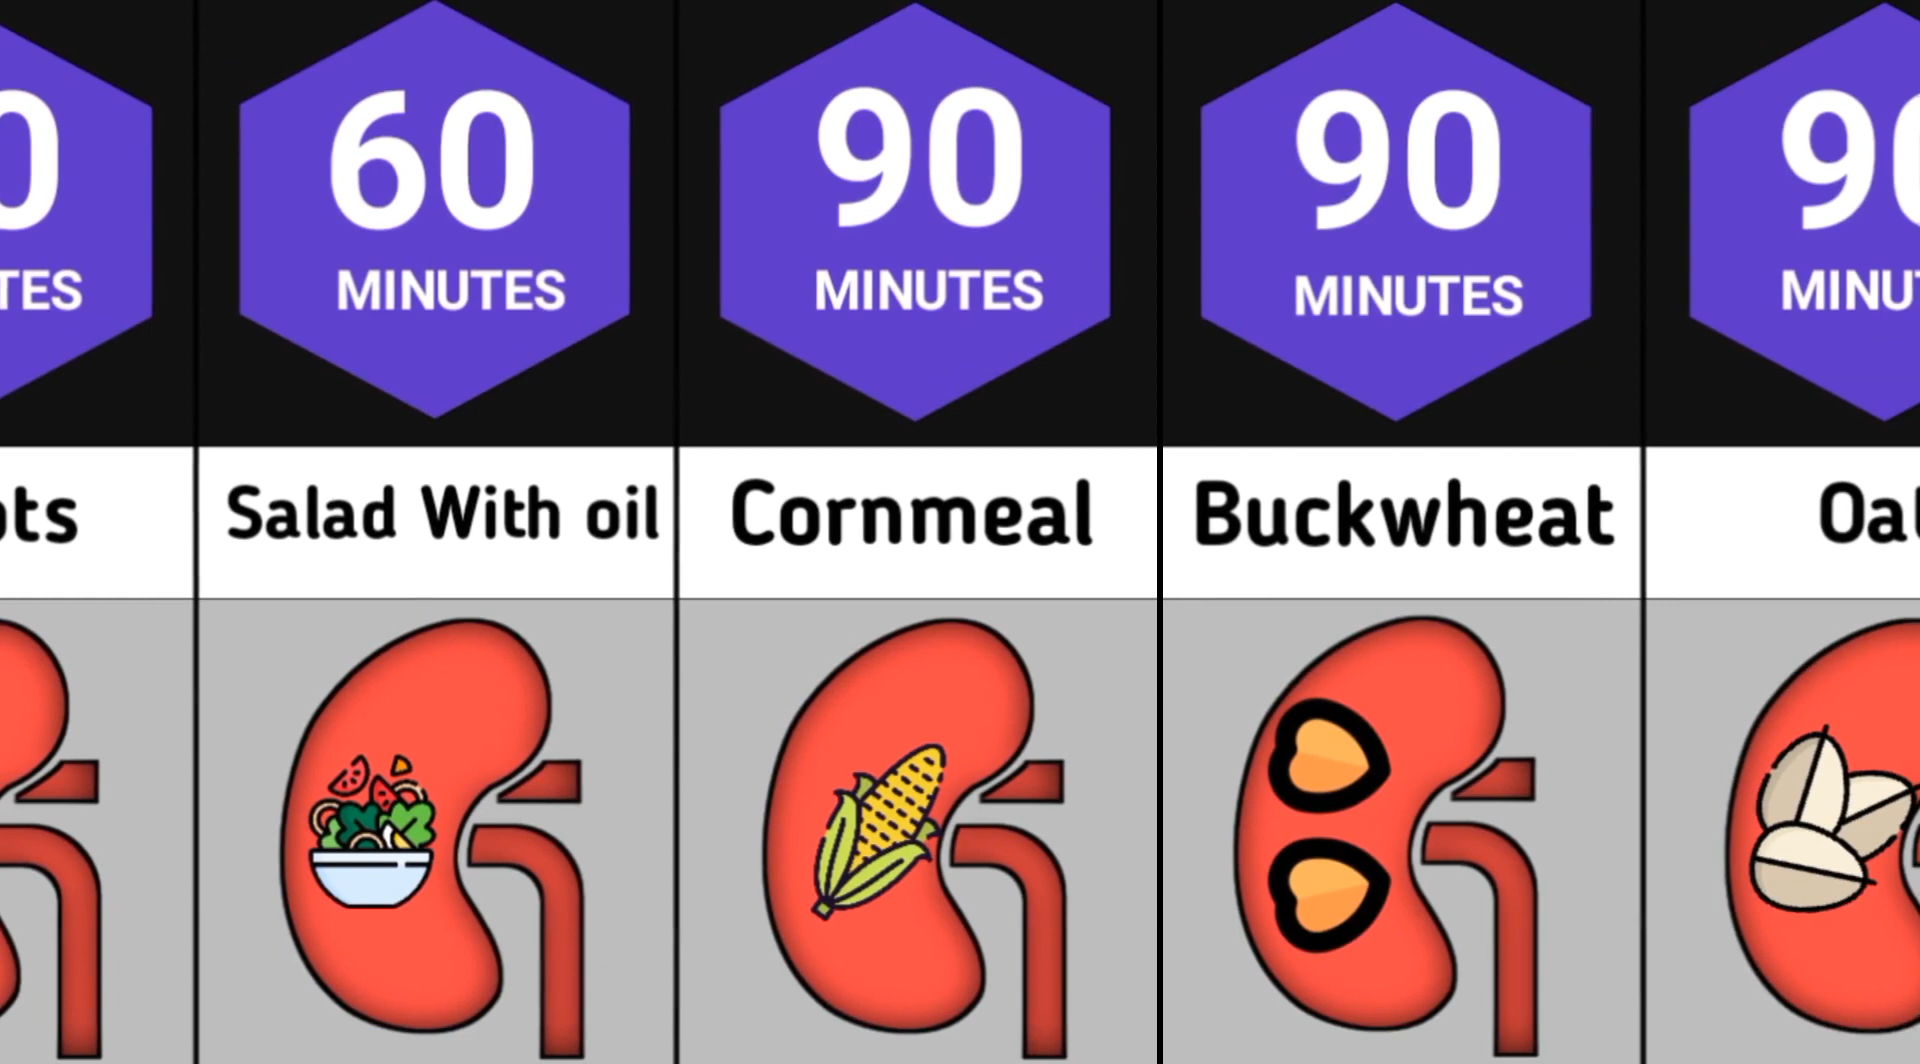 60
MINUTES
Salad With oil
90
MINUTES
Cornmeal
90
MINUTES
Buckwheat